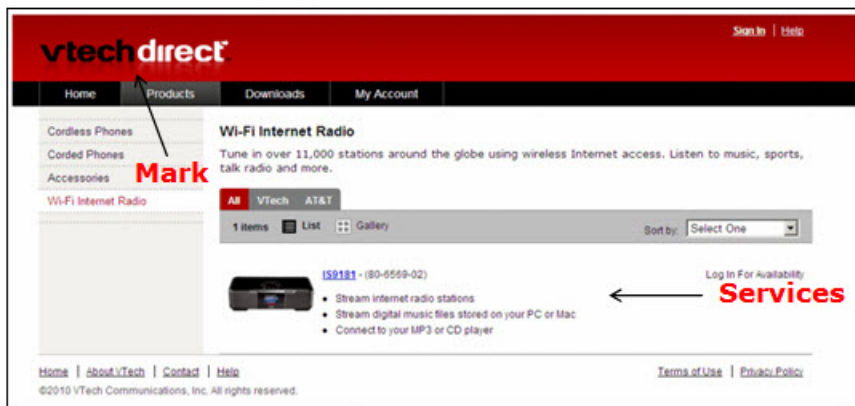 Sign In | Help
vtechdirect
Home Products Downloads My Account
Cordless Phones
Corded Phones
Accessories
Wi-Fi Internet Radio
Mark
Wi-Fi Internet Radio
Tune in over 11,000 stations around the globe using wireless Internet access. Listen to music, sports,
talk radio and more.
All VTech AT&T
1 items List Gallery Sort by: Select One
IS9181 - (80-6569-02) Log In For Availability
• Stream internet radio stations
• Stream digital music files stored on your PC or Mac
• Connect to your MP3 or CD player
Services
Home | About VTech | Contact | Help Terms of Use | Privacy Policy
©2010 VTech Communications, Inc. All rights reserved.